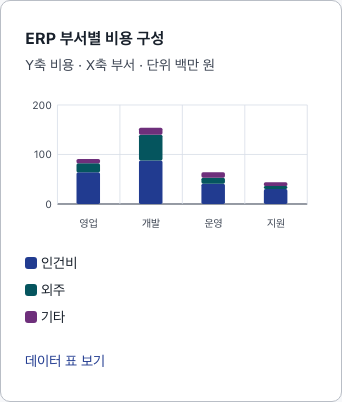 ERP 부서별 비용 구성
Y축 비용 · X축 부서 · 단위 백만 원
200
100
0
영업 개발 운영 지원
인건비
외주
기타
데이터 표 보기